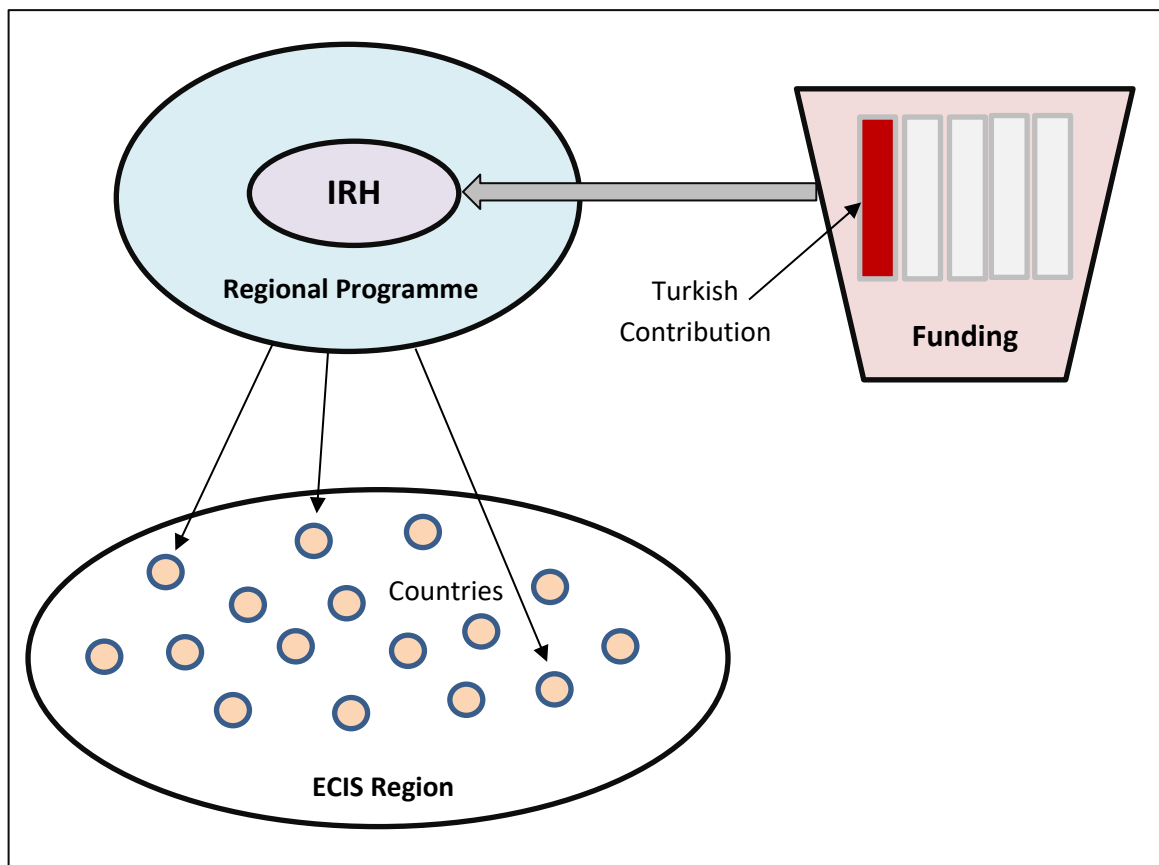 IRH
Regional Programme
Turkish
Contribution
Funding
Countries
ECIS Region